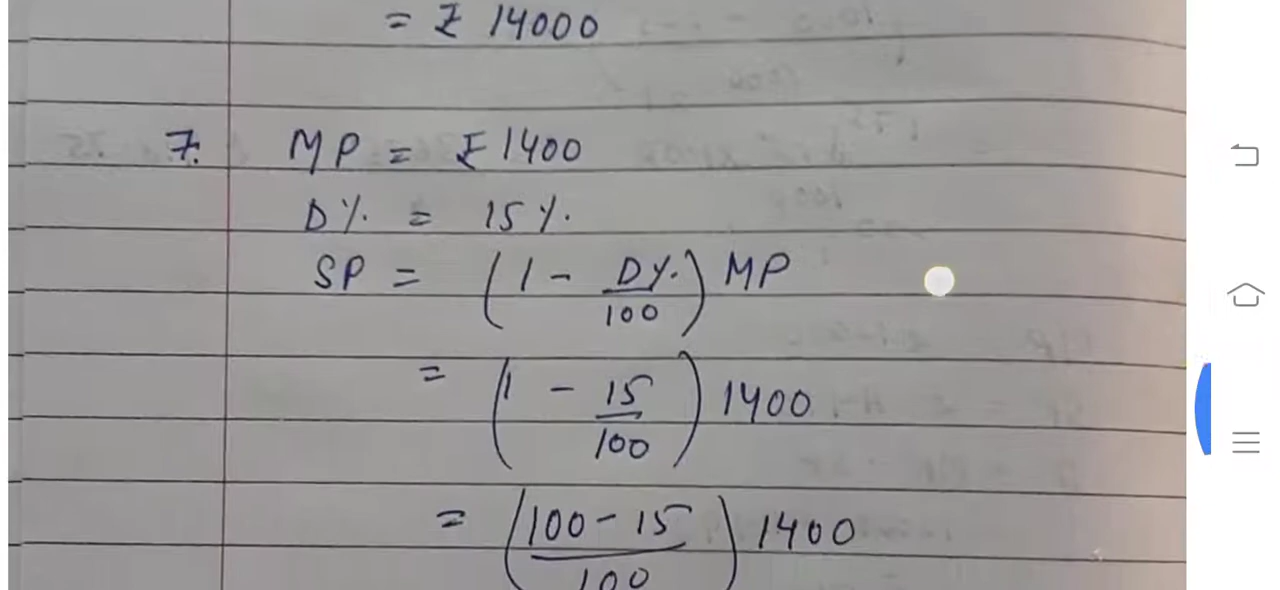 = ₹ 14000
7. MP = ₹ 1400
D%. = 15%.
SP = (1 - D%./100) MP
= (1 - 15/100) 1400
= (100 - 15/100) 1400